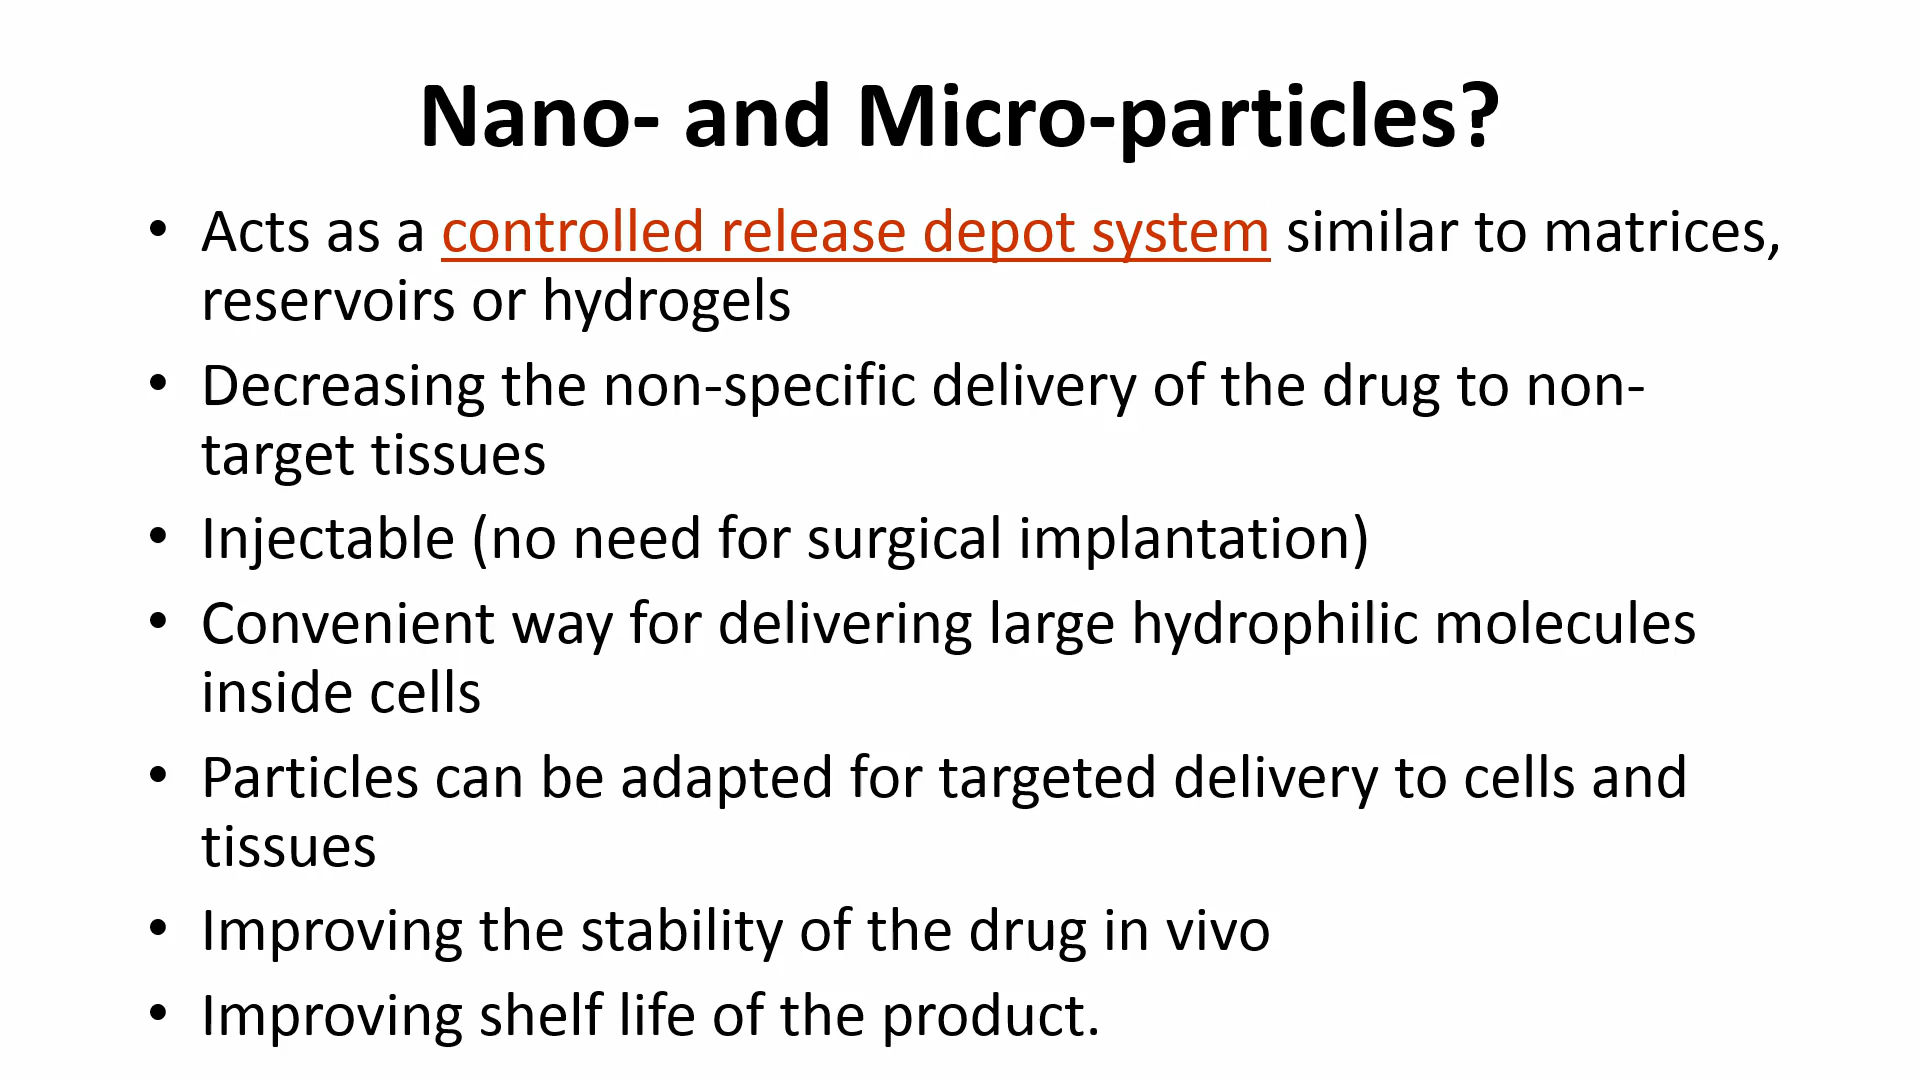 Nano- and Micro-particles?
• Acts as a controlled release depot system similar to matrices,
reservoirs or hydrogels
• Decreasing the non-specific delivery of the drug to non-
target tissues
• Injectable (no need for surgical implantation)
• Convenient way for delivering large hydrophilic molecules
inside cells
• Particles can be adapted for targeted delivery to cells and
tissues
• Improving the stability of the drug in vivo
• Improving shelf life of the product.